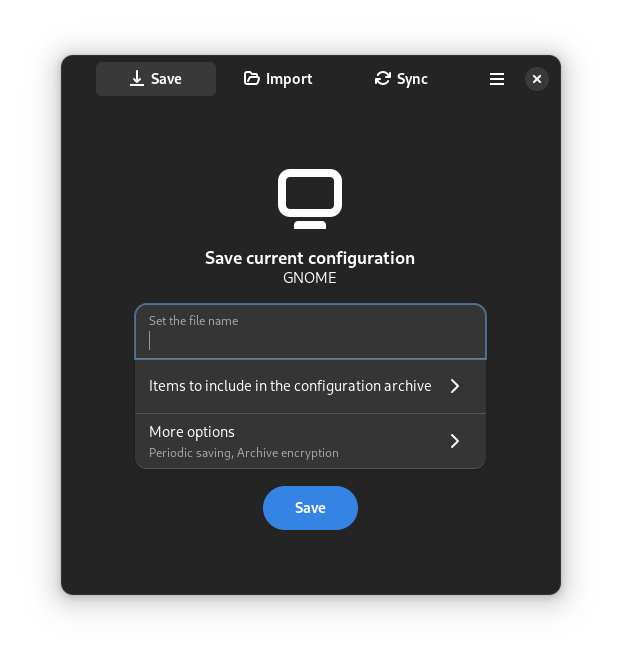 Save
Import
Sync
Save current configuration
GNOME
Set the file name
Items to include in the configuration archive
More options
Periodic saving, Archive encryption
Save